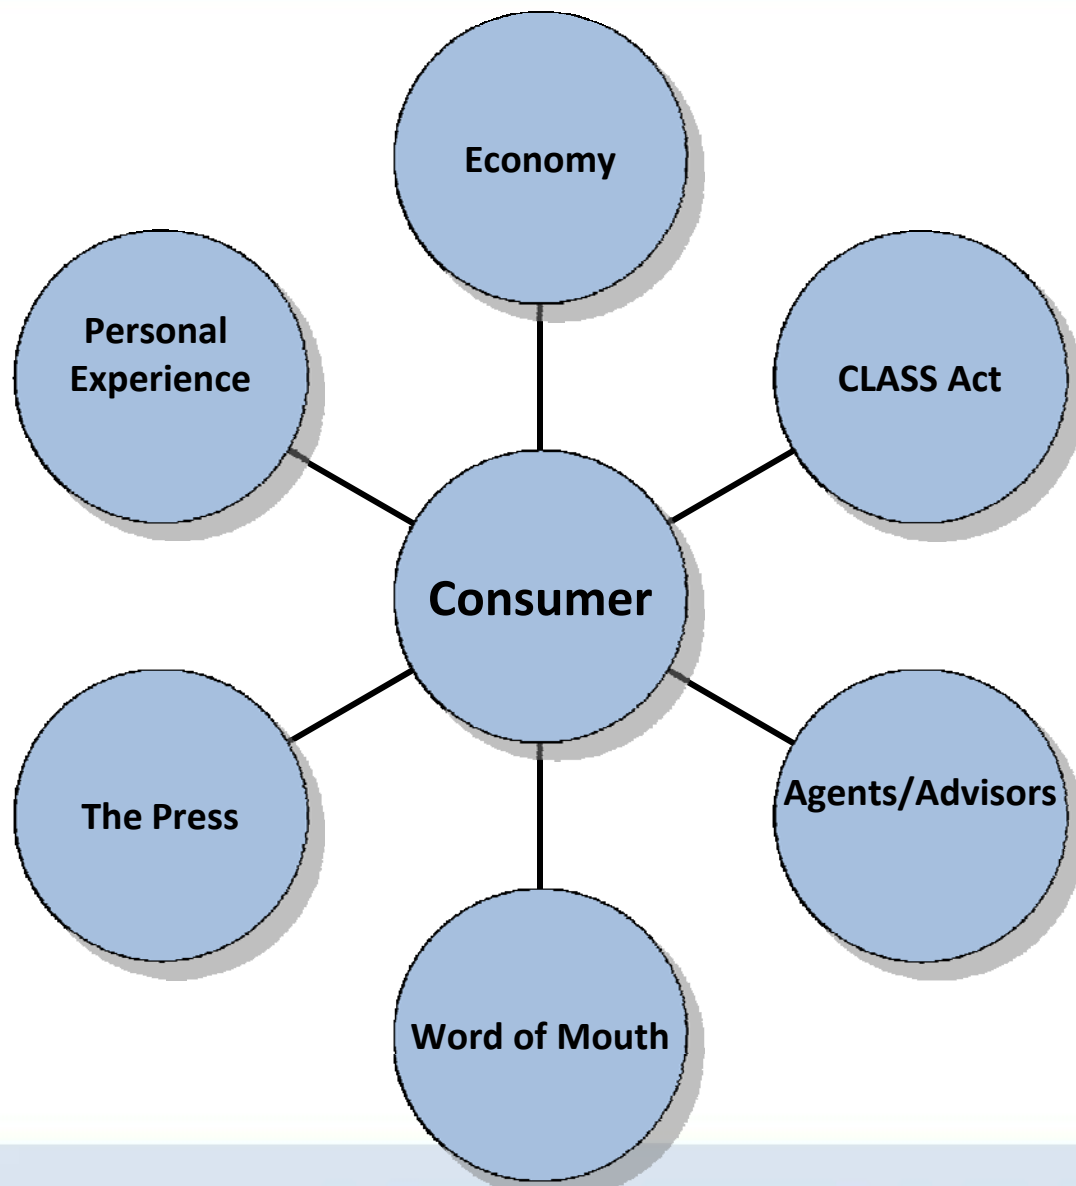 Economy
Personal
Experience
CLASS Act
Consumer
The Press
Agents/Advisors
Word of Mouth